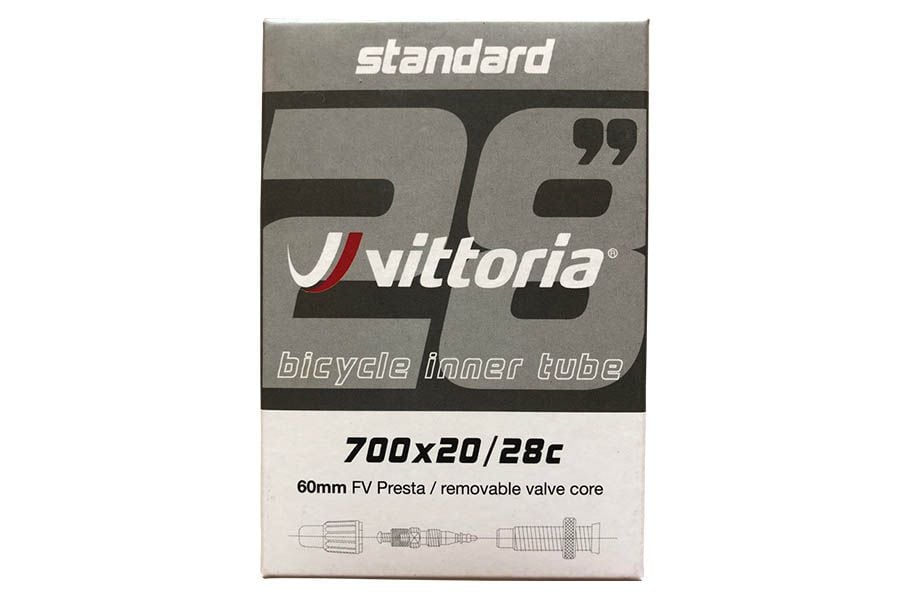 standard
28”
vittoria®
bicycle inner tube
700x20/28c
60mm FV Presta / removable valve core